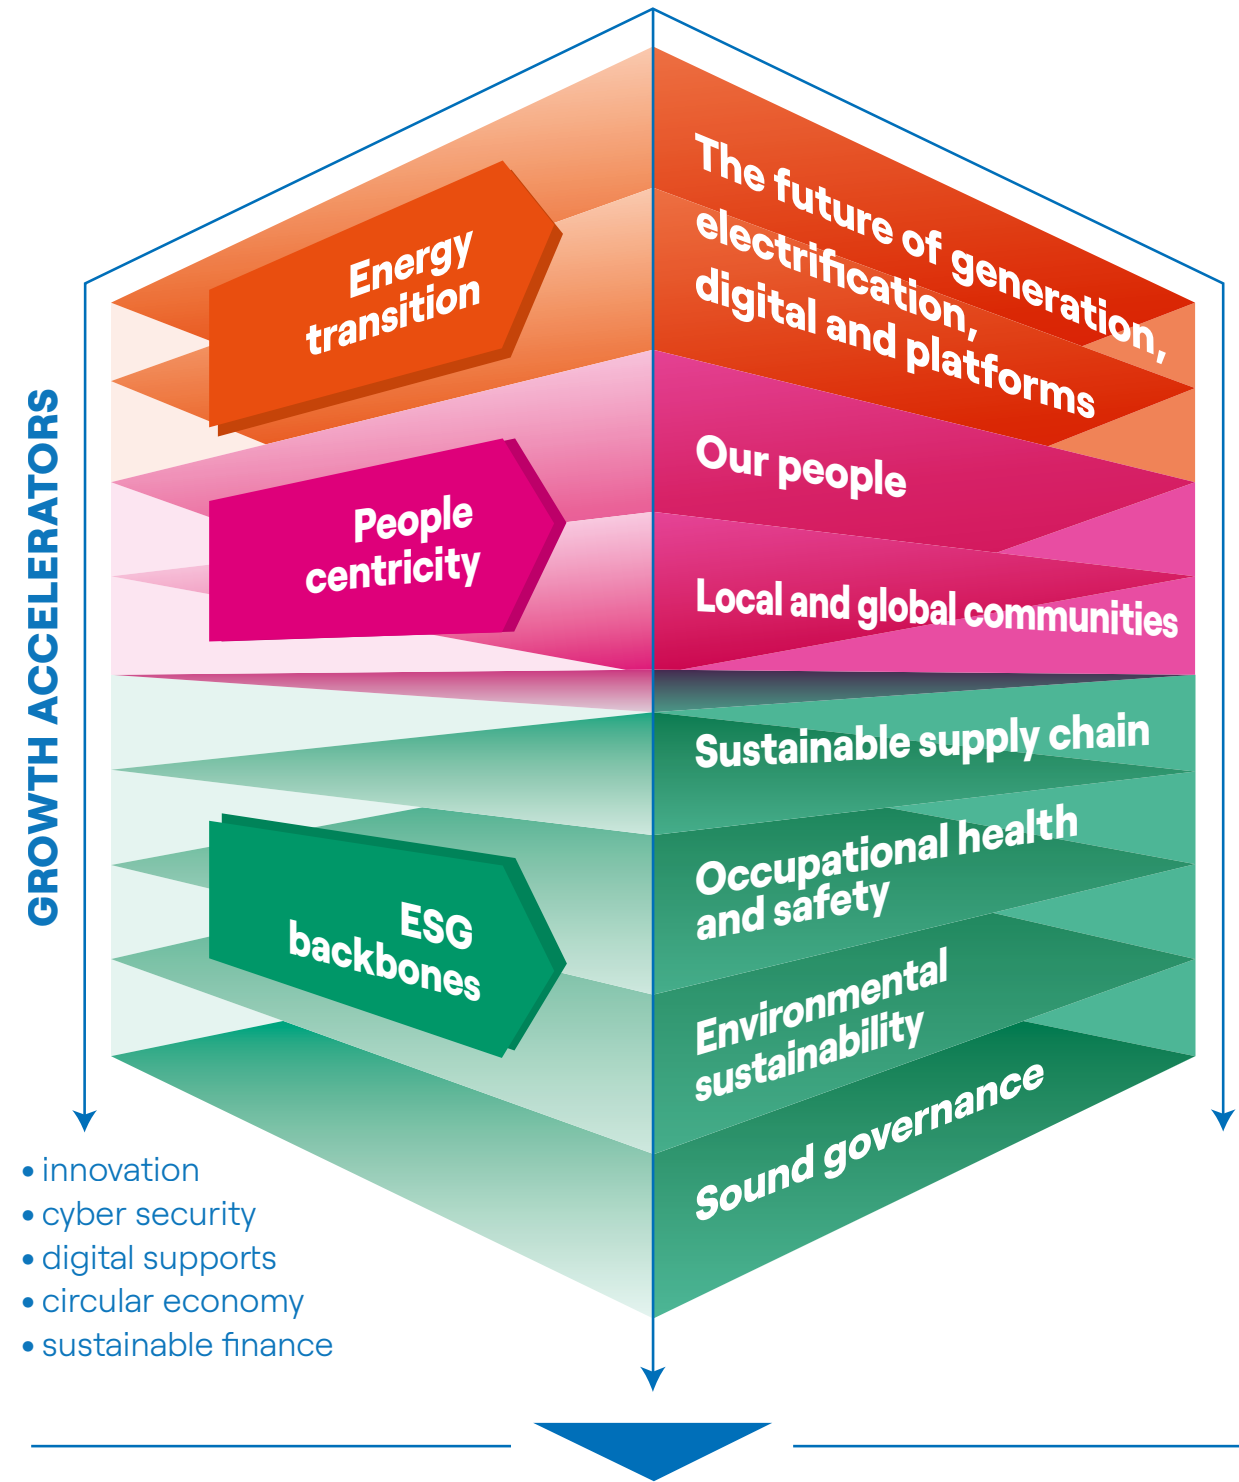 Energy
transition
The future of generation,
electrification,
digital and platforms
People
centricity
Our people
Local and global communities
ESG
backbones
Sustainable supply chain
Occupational health
and safety
Environmental
sustainability
Sound governance
GROWTH ACCELERATORS
• innovation
• cyber security
• digital supports
• circular economy
• sustainable finance